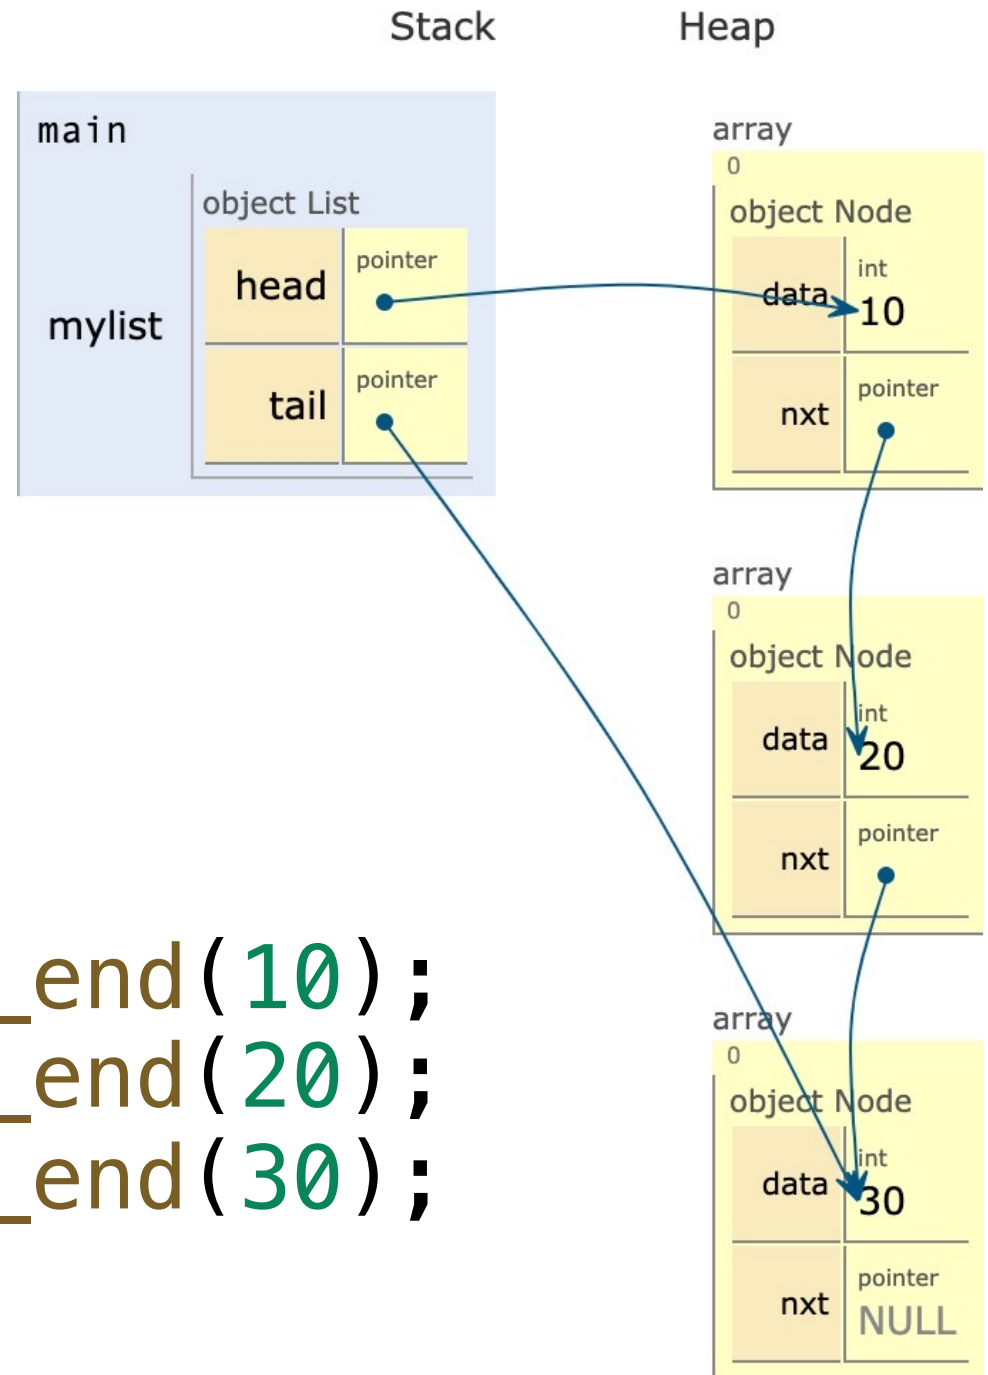 Stack Heap
main
object List
head pointer
mylist
tail pointer
array
0
object Node
data int
10
nxt pointer
array
0
object Node
data int
20
nxt pointer
array
0
object Node
data int
30
nxt pointer
NULL
_end(10);
_end(20);
_end(30);